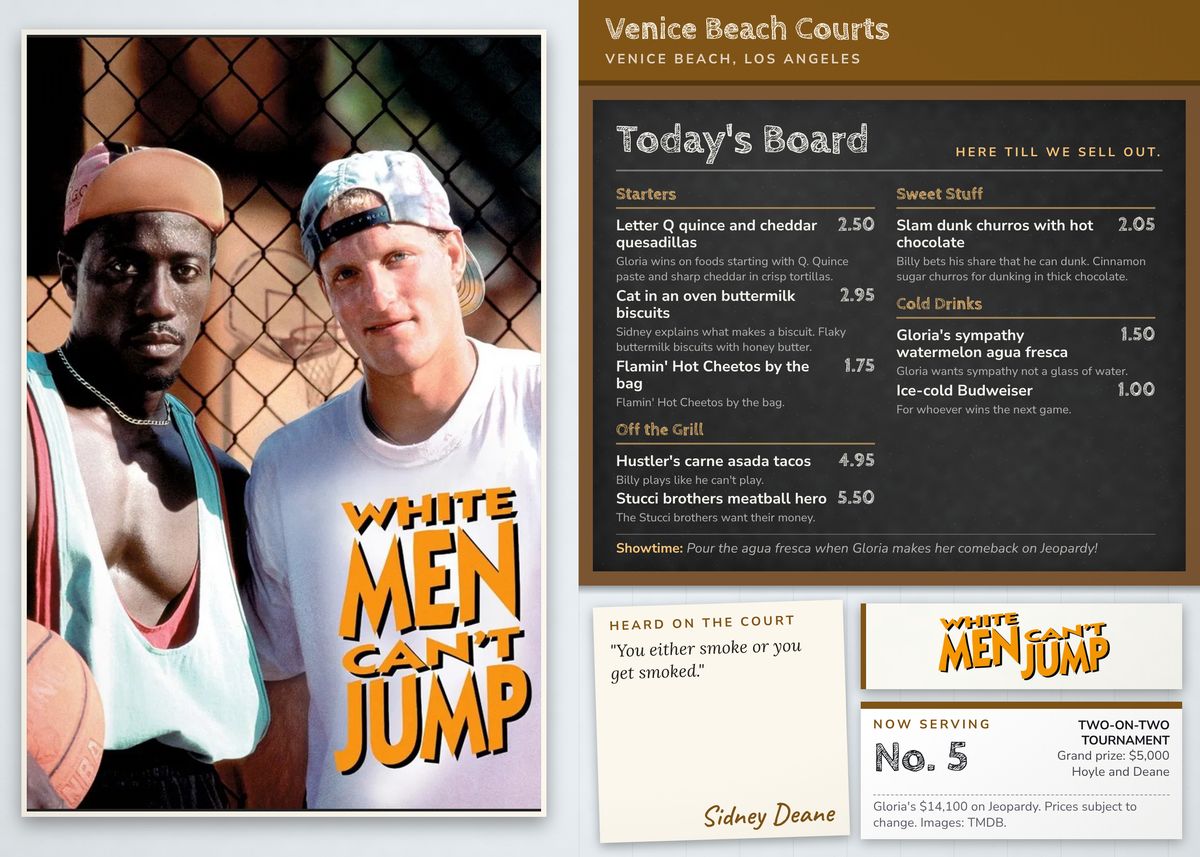 WHITE
MEN
CAN'T
JUMP
NBA
Venice Beach Courts
VENICE BEACH, LOS ANGELES
Today's Board
HERE TILL WE SELL OUT.
Starters
Letter Q quince and cheddar quesadillas 2.50
Gloria wins on foods starting with Q. Quince
paste and sharp cheddar in crisp tortillas.
Cat in an oven buttermilk biscuits 2.95
Sidney explains what makes a biscuit. Flaky
buttermilk biscuits with honey butter.
Flamin' Hot Cheetos by the bag 1.75
Flamin' Hot Cheetos by the bag.
Off the Grill
Hustler's carne asada tacos 4.95
Billy plays like he can't play.
Stucci brothers meatball hero 5.50
The Stucci brothers want their money.
Sweet Stuff
Slam dunk churros with hot chocolate 2.05
Billy bets his share that he can dunk. Cinnamon
sugar churros for dunking in thick chocolate.
Cold Drinks
Gloria's sympathy watermelon agua fresca 1.50
Gloria wants sympathy not a glass of water.
Ice-cold Budweiser 1.00
For whoever wins the next game.
Showtime: Pour the agua fresca when Gloria makes her comeback on Jeopardy!
HEARD ON THE COURT
"You either smoke or you
get smoked."
Sidney Deane
WHITE
MEN CAN'T
JUMP
NOW SERVING
No. 5
TWO-ON-TWO
TOURNAMENT
Grand prize: $5,000
Hoyle and Deane
Gloria's $14,100 on Jeopardy. Prices subject to
change. Images: TMDB.